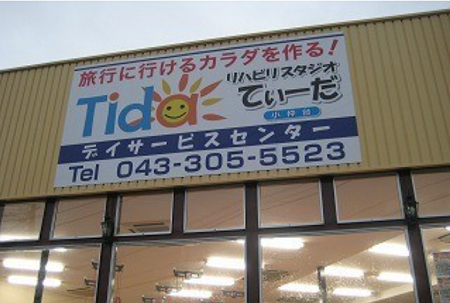 旅行に行けるカラダを作る!
Tida
リハビリスタジオ
てぃーだ
小仲台
デイサービスセンター
Tel 043-305-5523